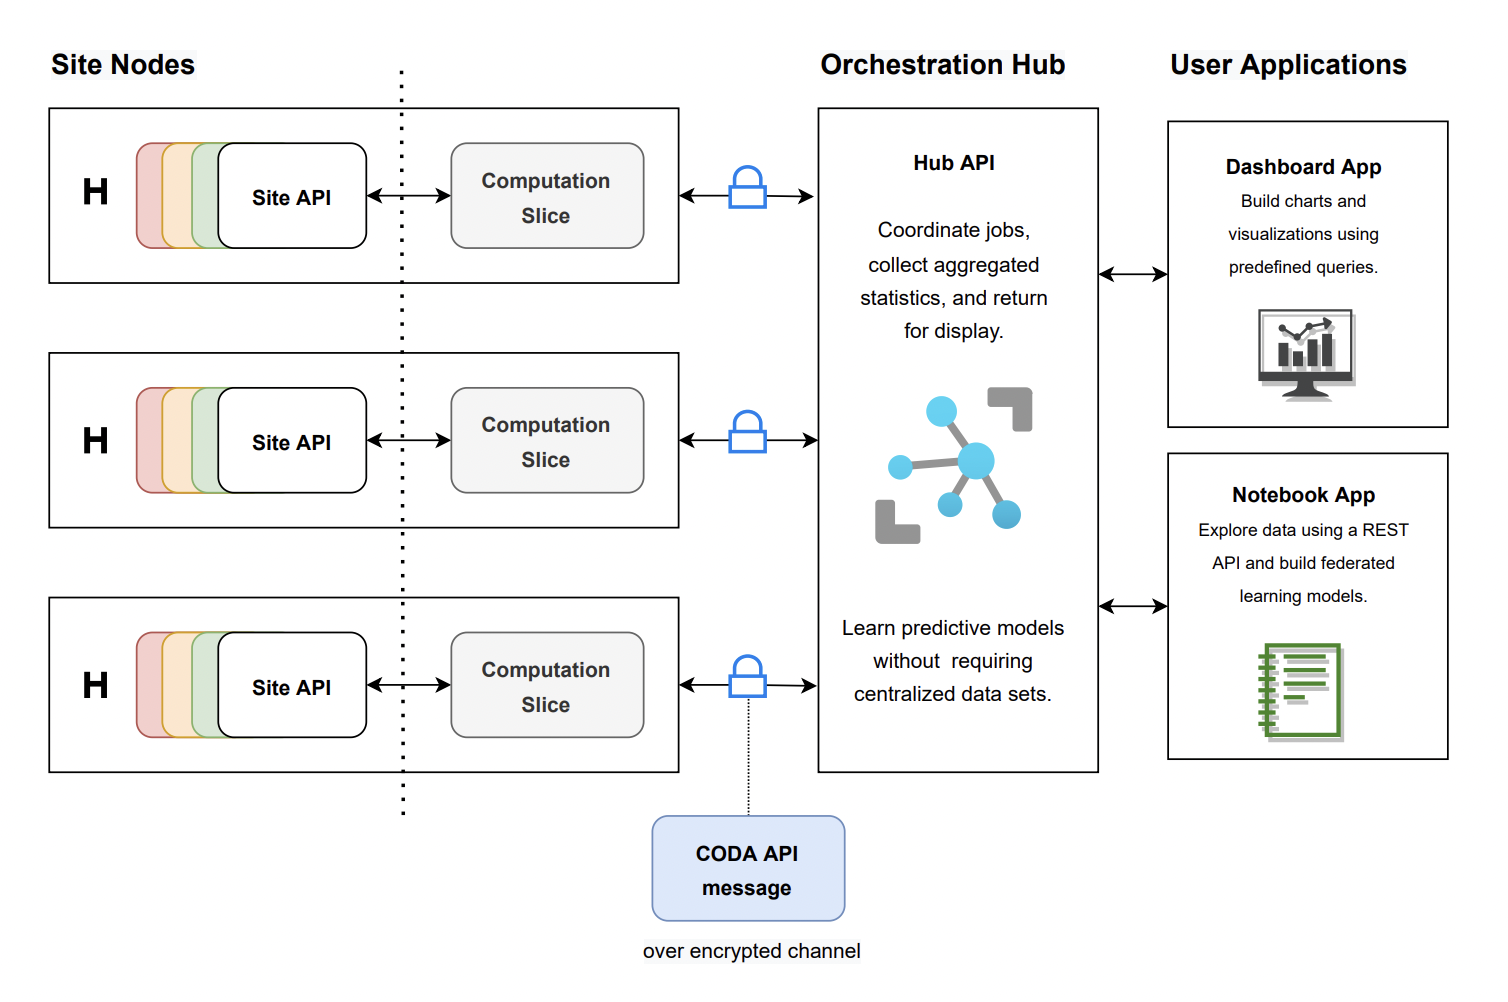 Site Nodes
Orchestration Hub
User Applications
H
Site API
Computation
Slice
H
Site API
Computation
Slice
H
Site API
Computation
Slice
Hub API
Coordinate jobs,
collect aggregated
statistics, and return
for display.
Learn predictive models
without requiring
centralized data sets.
Dashboard App
Build charts and
visualizations using
predefined queries.
Notebook App
Explore data using a REST
API and build federated
learning models.
CODA API
message
over encrypted channel